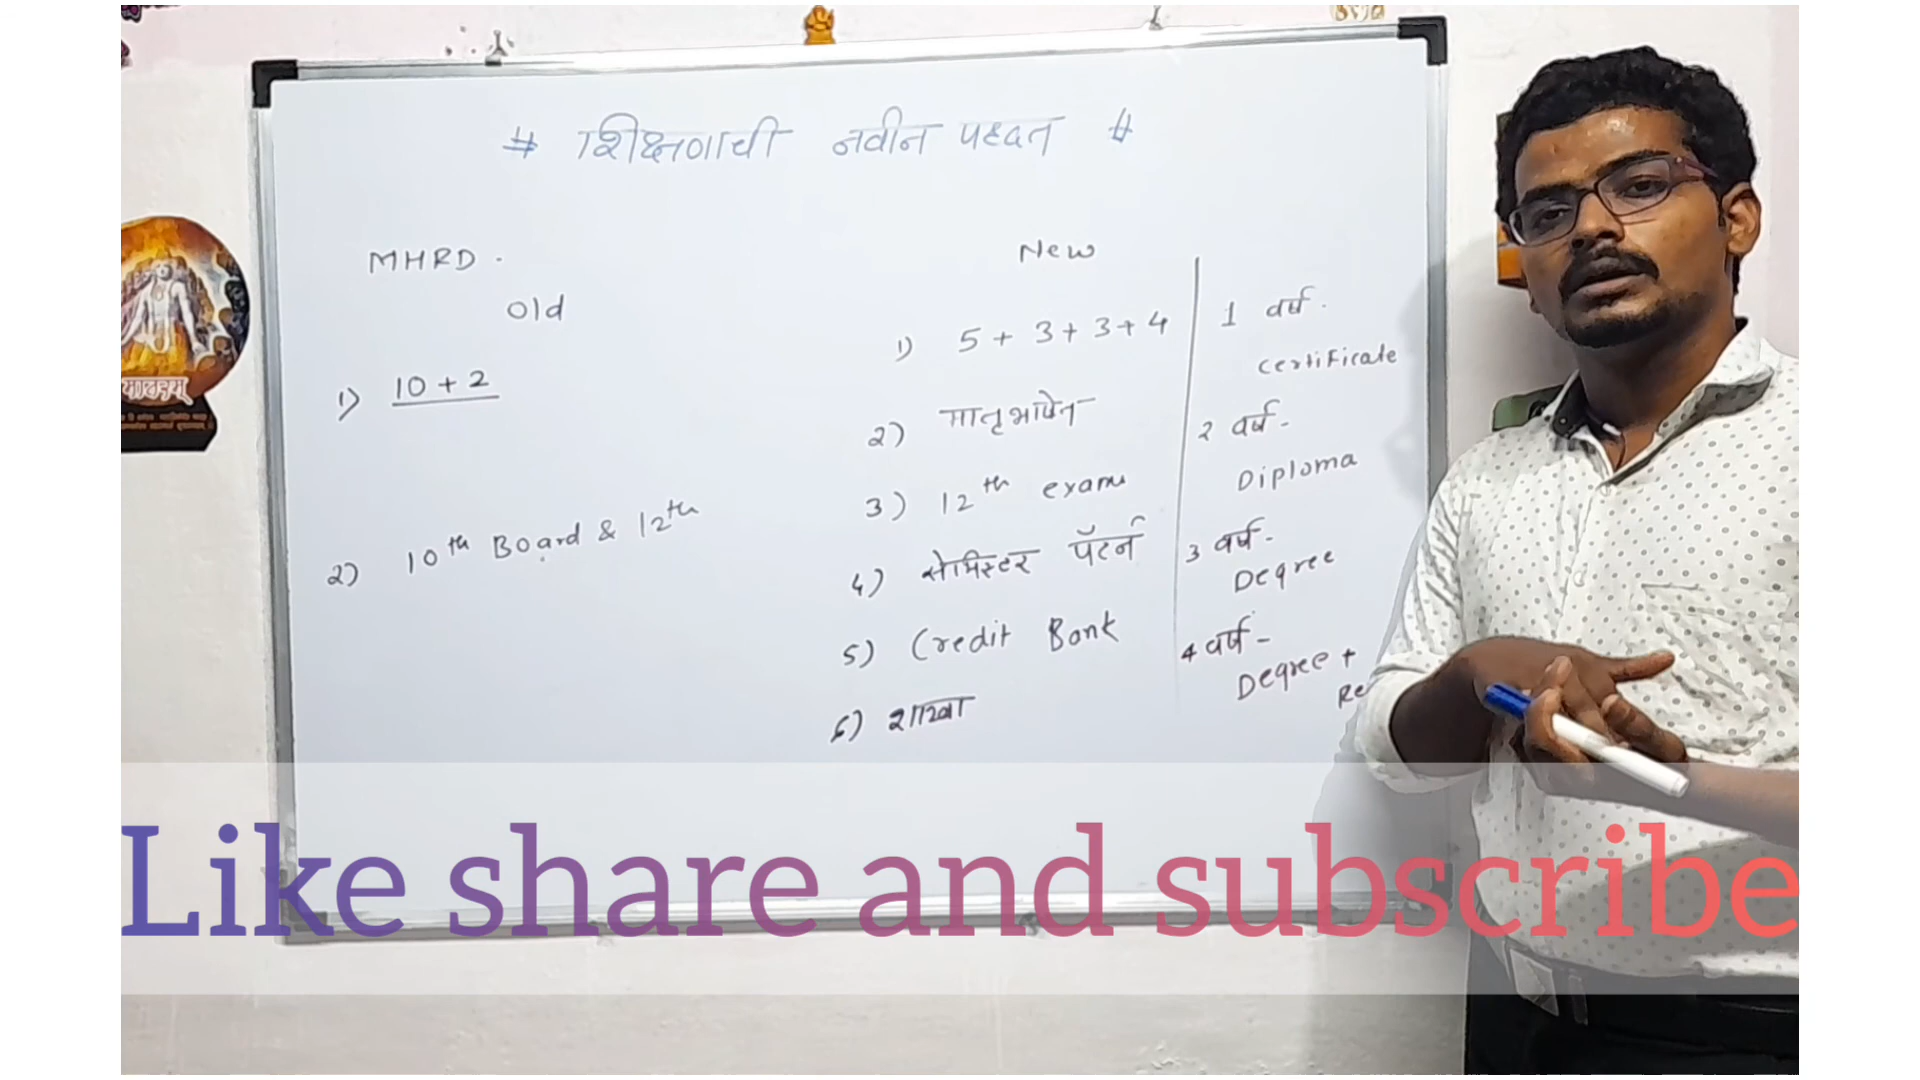 # शिक्षणाची नवीन पद्धत #
MHRD.
Old
1) 10 + 2
2) 10th Board & 12th
New
1) 5 + 3 + 3 + 4
2) मातृभाषेत
3) 12th exams
4) सेमिस्टर पॅटर्न
5) Credit Bank
6) शाखा
1 वर्ष.
Certificate
2 वर्ष-
Diploma
3 वर्ष-
Degree
4 वर्ष-
Degree +
Re
Like share and subscribe